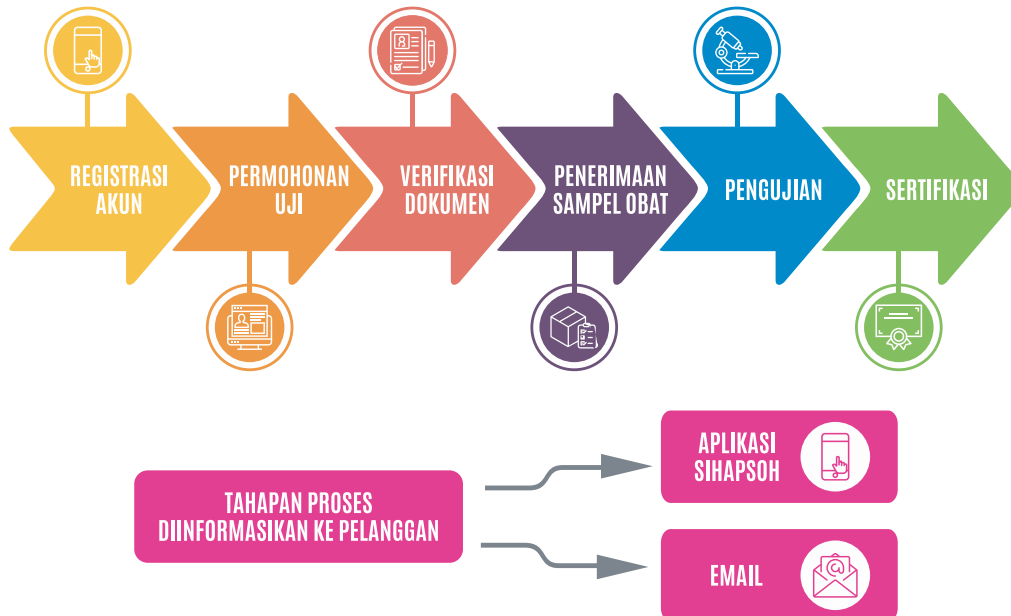 REGISTRASI
AKUN
PERMOHONAN
UJI
VERIFIKASI
DOKUMEN
PENERIMAAN
SAMPEL OBAT
PENGUJIAN
SERTIFIKASI
TAHAPAN PROSES
DIINFORMASIKAN KE PELANGGAN
APLIKASI
SIHAPSOH
EMAIL